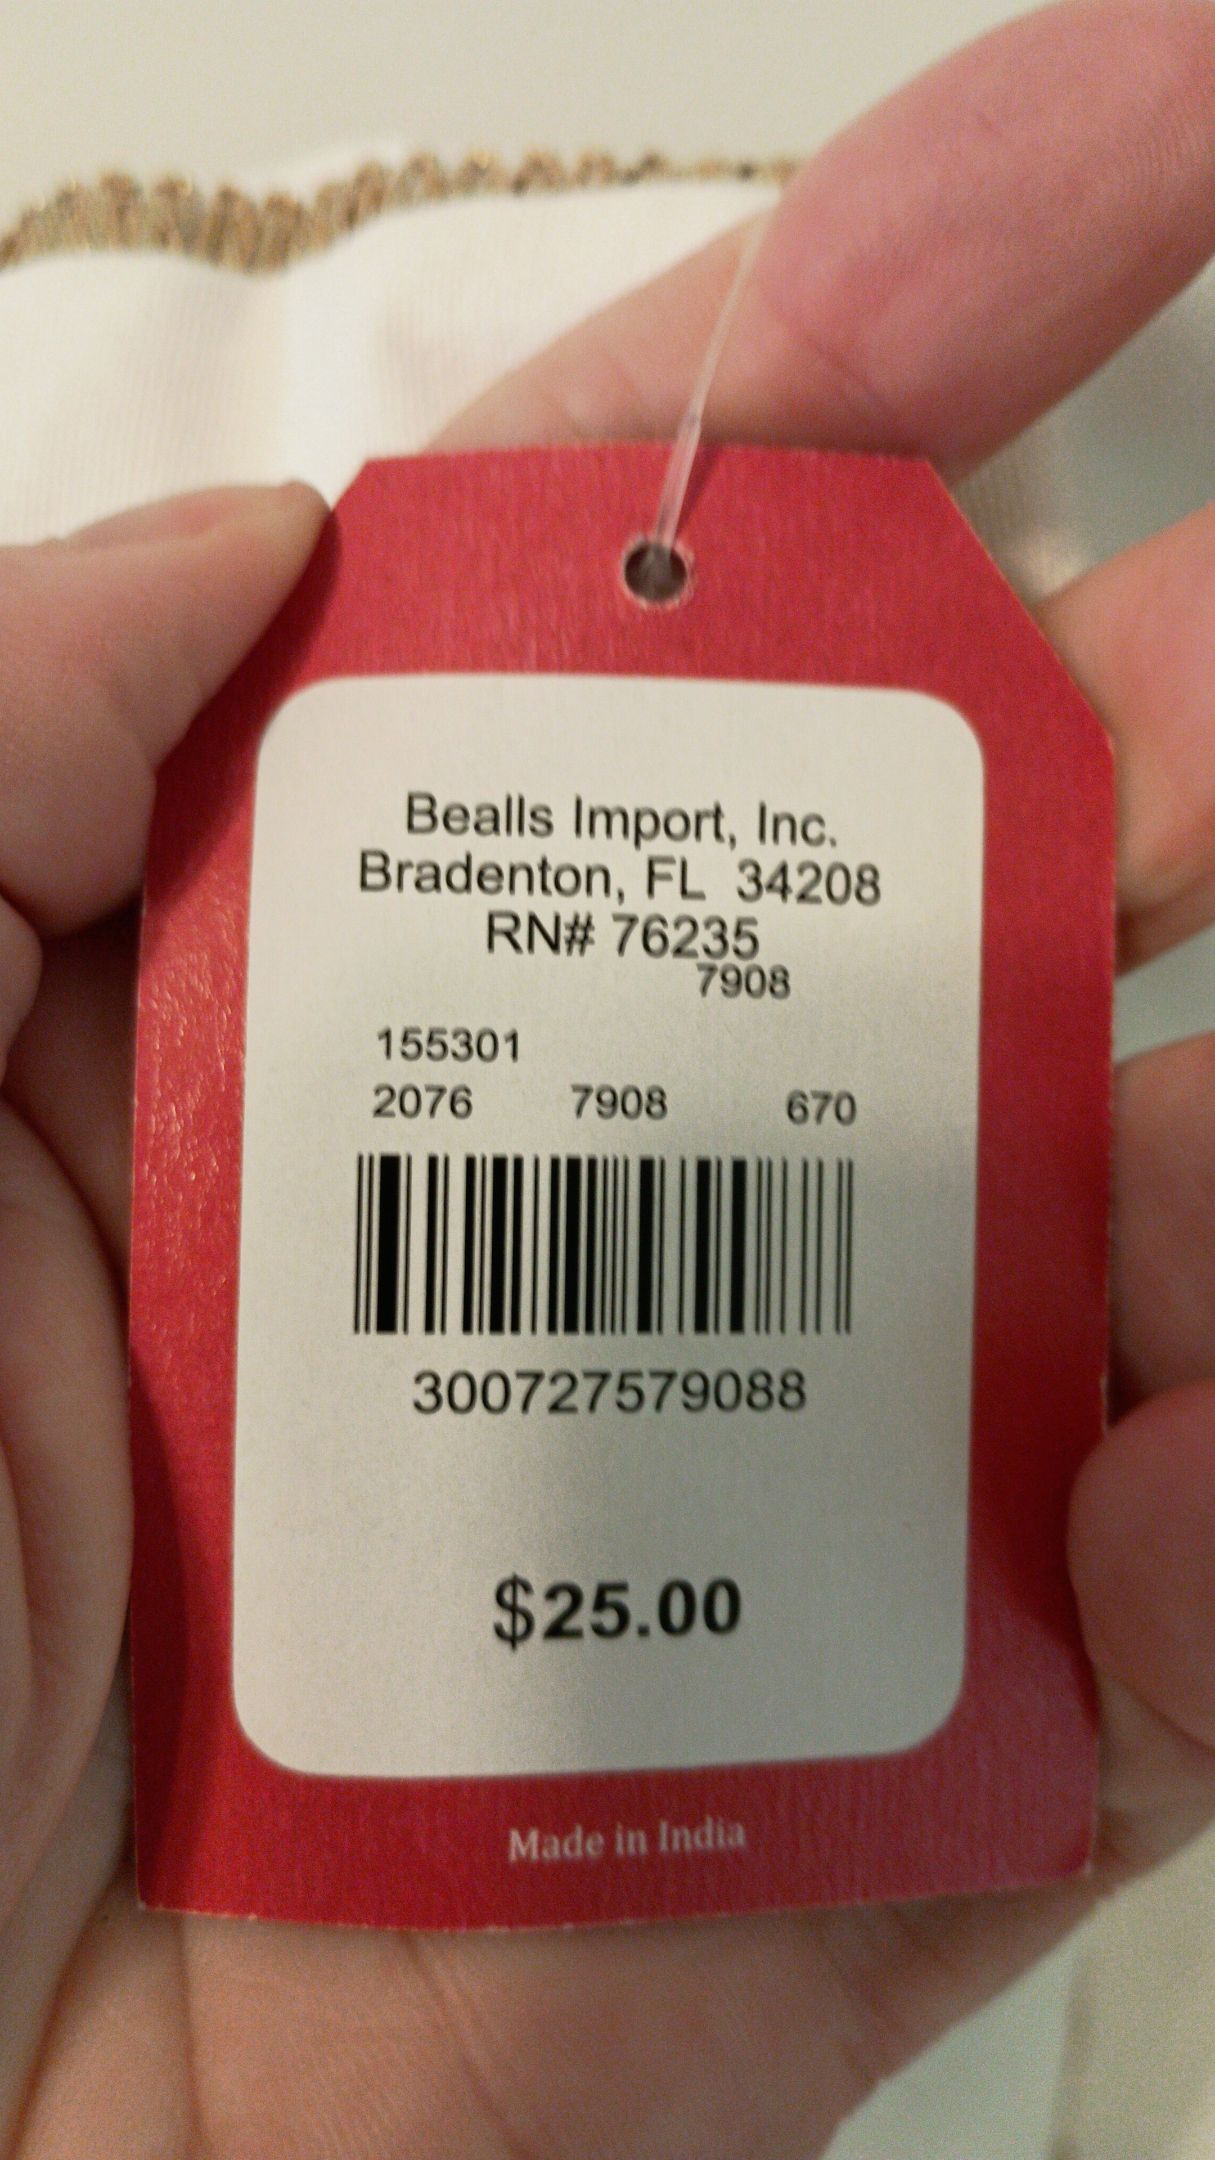 Bealls Import, Inc.
Bradenton, FL 34208
RN# 76235
7908
155301
2076 7908 670
300727579088
$25.00
Made in India